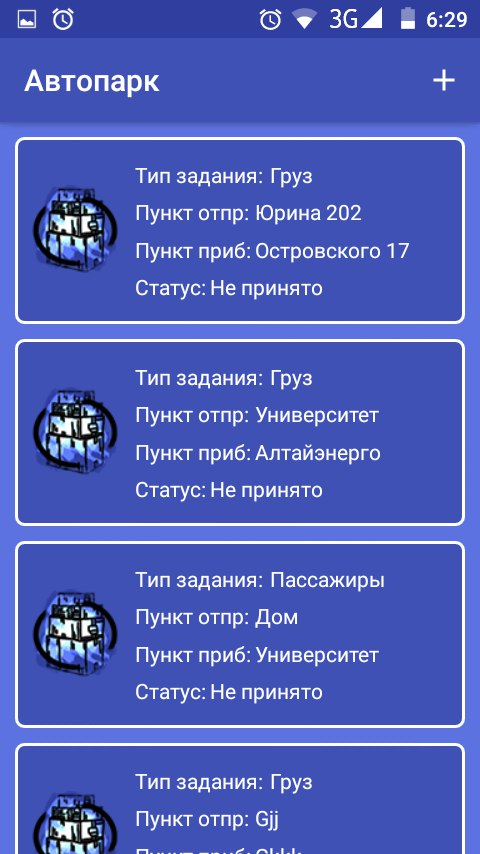 3G 6:29
Автопарк
Тип задания: Груз
Пункт отпр: Юрина 202
Пункт приб: Островского 17
Статус: Не принято
Тип задания: Груз
Пункт отпр: Университет
Пункт приб: Алтайэнерго
Статус: Не принято
Тип задания: Пассажиры
Пункт отпр: Дом
Пункт приб: Университет
Статус: Не принято
Тип задания: Груз
Пункт отпр: Gjj
Пункт приб: